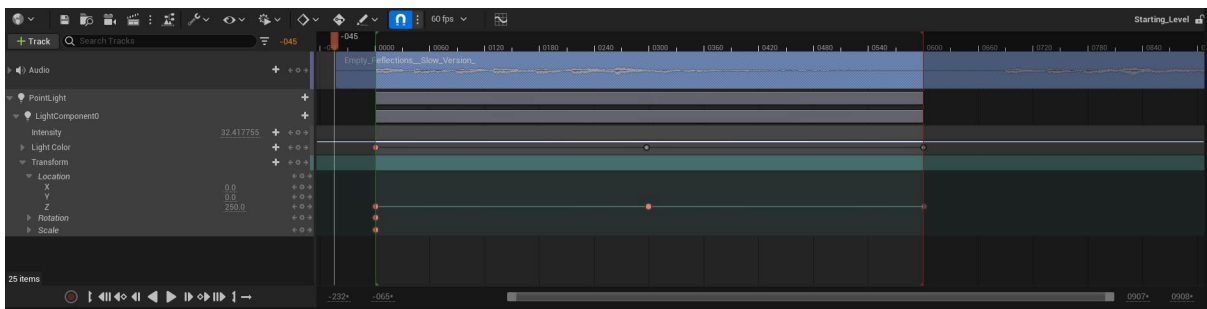 60 fps
Starting_Level
+ Track
Search Tracks
-045
-045
0000
0060
0120
0180
0240
0300
0360
0420
0480
0540
0600
0660
0720
0780
0840
Audio
Empty_Reflections__Slow_Version_
PointLight
LightComponent0
Intensity
32.417755
Light Color
Transform
Location
X
0.0
Y
0.0
Z
250.0
Rotation
Scale
25 items
-232+
-065+
0907+
0908+